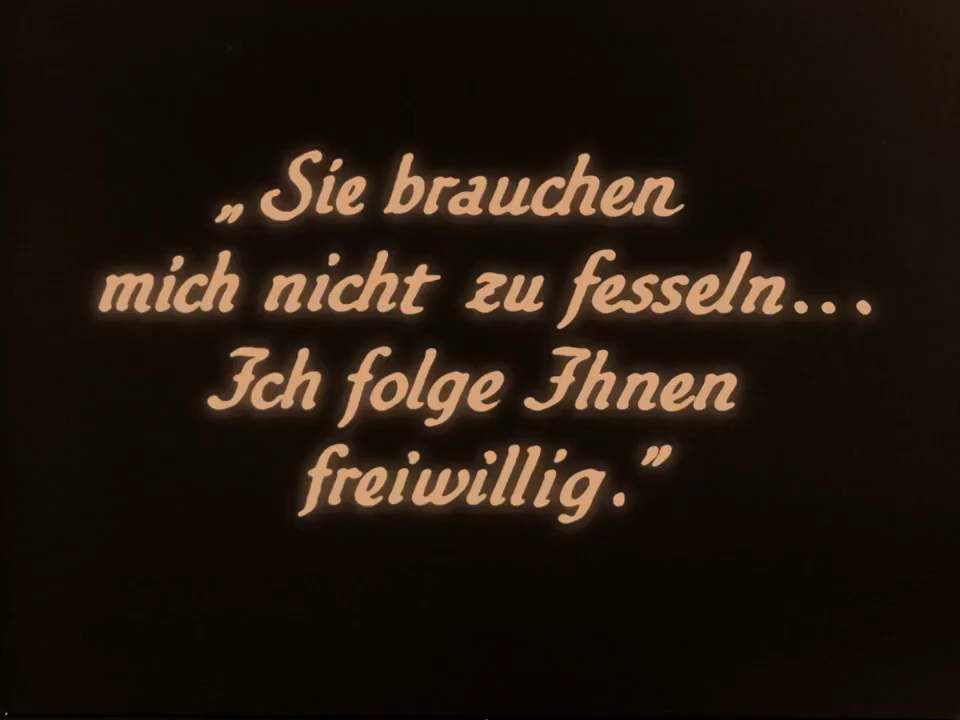 „Sie brauchen
mich nicht zu fesseln...
Ich folge Ihnen
freiwillig.”